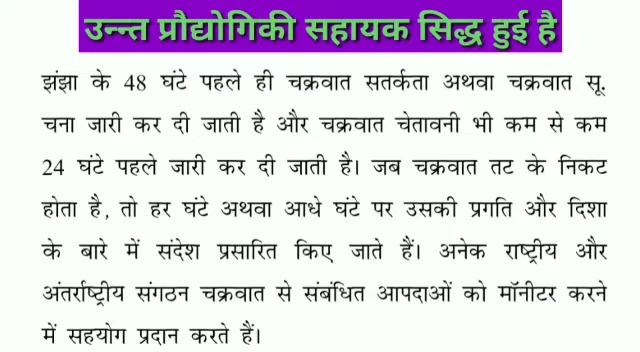 उन्न्त प्रौद्योगिकी सहायक सिद्ध हुई है
झंझा के 48 घंटे पहले ही चक्रवात सतर्कता अथवा चक्रवात सू.
चना जारी कर दी जाती है और चक्रवात चेतावनी भी कम से कम
24 घंटे पहले जारी कर दी जाती है। जब चक्रवात तट के निकट
होता है, तो हर घंटे अथवा आधे घंटे पर उसकी प्रगति और दिशा
के बारे में संदेश प्रसारित किए जाते हैं। अनेक राष्ट्रीय और
अंतर्राष्ट्रीय संगठन चक्रवात से संबंधित आपदाओं को मॉनीटर करने
में सहयोग प्रदान करते हैं।